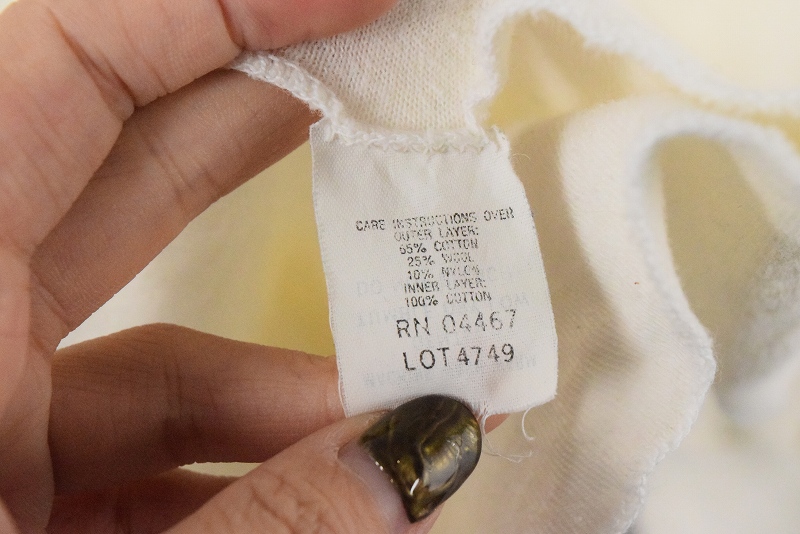 CARE INSTRUCTIONS OVER
OUTER LAYER:
65% COTTON
25% WOOL
10% NYLON
INNER LAYER:
100% COTTON
RN 04467
LOT 4749